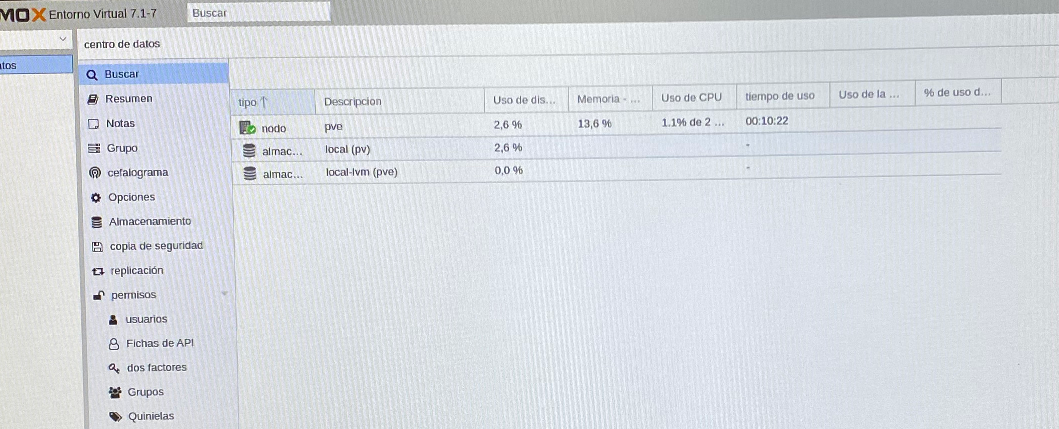 MOX Entorno Virtual 7.1-7
Buscar
centro de datos
tos
Buscar
Resumen
Notas
Grupo
cefalograma
Opciones
Almacenamiento
copia de seguridad
replicación
permisos
usuarios
Fichas de API
dos factores
Grupos
Quinielas
tipo ↑ Descripcion Uso de dis... Memoria - ... Uso de CPU tiempo de uso Uso de la ... % de uso d...
nodo pve 2,6 % 13,6 % 1.1% de 2 ... 00:10:22
almac... local (pv) 2,6 % -
almac... local-lvm (pve) 0,0 % -